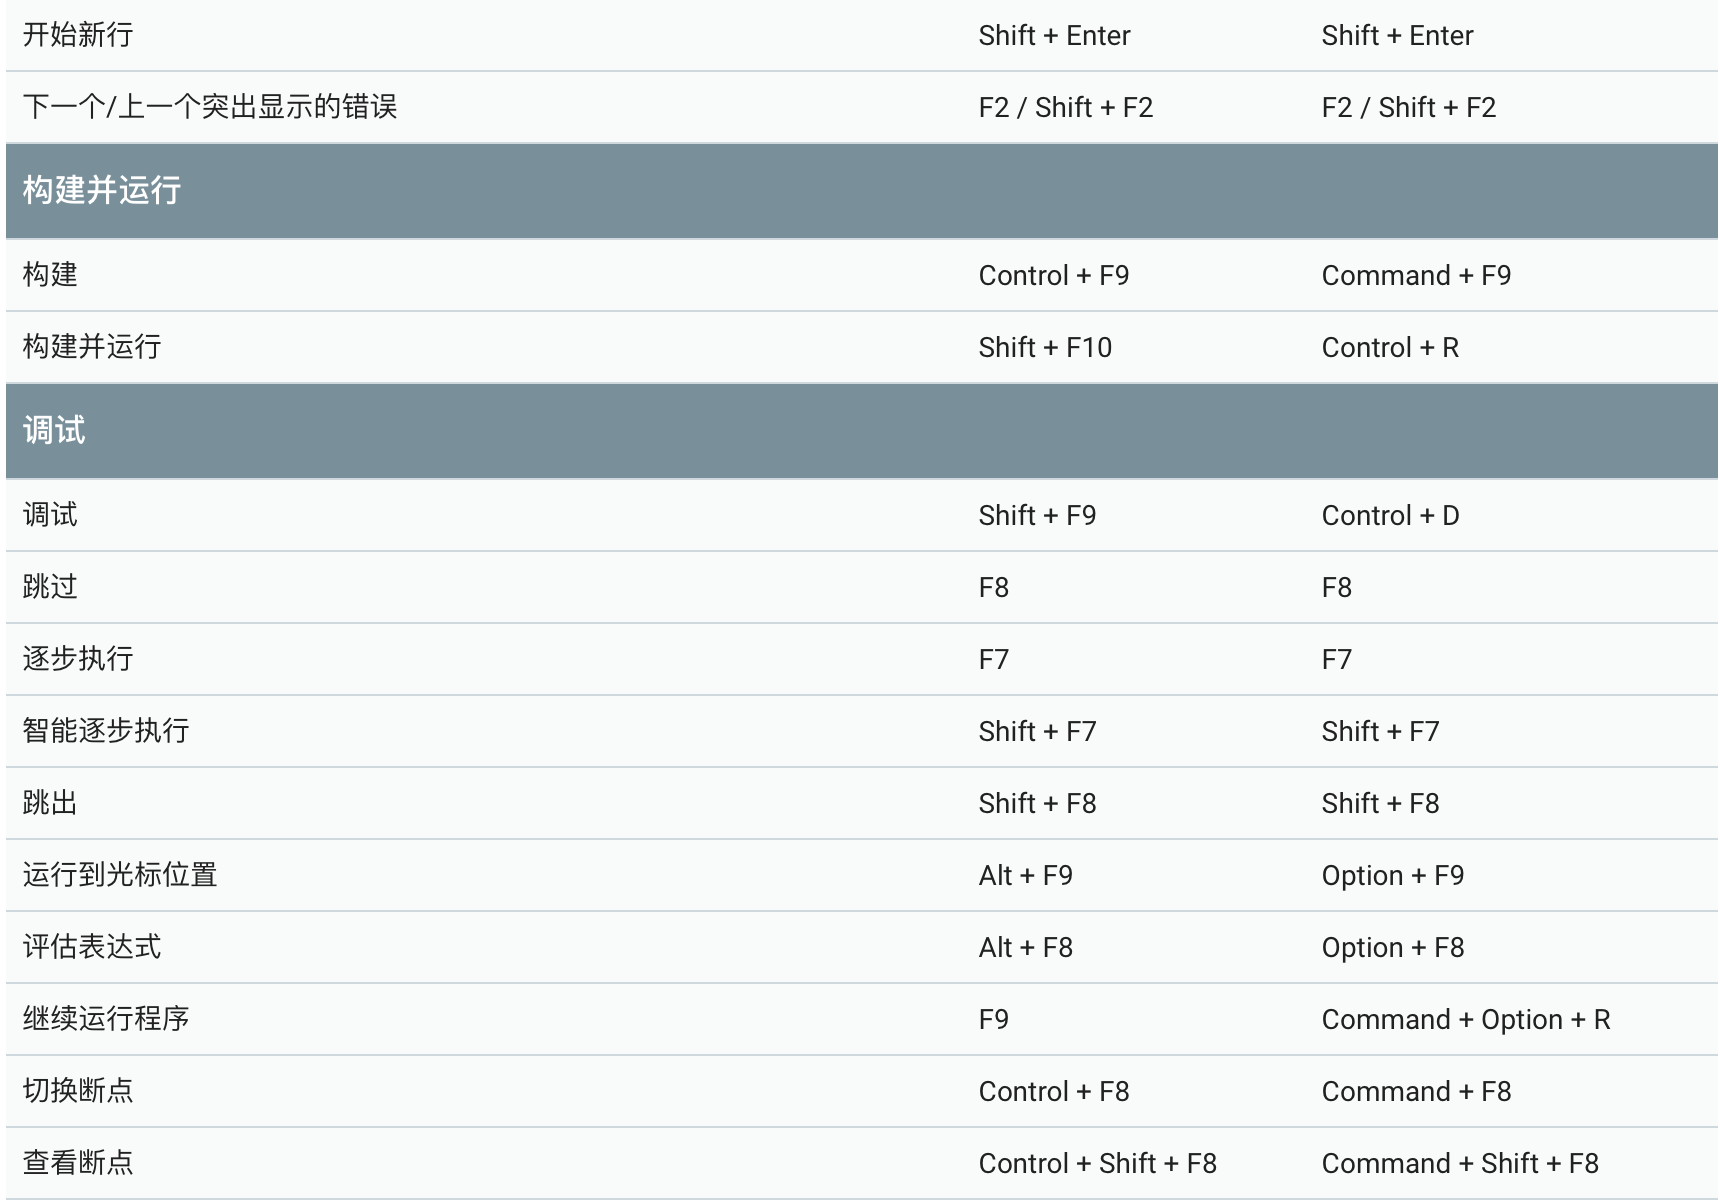 开始新行 Shift + Enter Shift + Enter
下一个/上一个突出显示的错误 F2 / Shift + F2 F2 / Shift + F2
构建并运行
构建 Control + F9 Command + F9
构建并运行 Shift + F10 Control + R
调试
调试 Shift + F9 Control + D
跳过 F8 F8
逐步执行 F7 F7
智能逐步执行 Shift + F7 Shift + F7
跳出 Shift + F8 Shift + F8
运行到光标位置 Alt + F9 Option + F9
评估表达式 Alt + F8 Option + F8
继续运行程序 F9 Command + Option + R
切换断点 Control + F8 Command + F8
查看断点 Control + Shift + F8 Command + Shift + F8